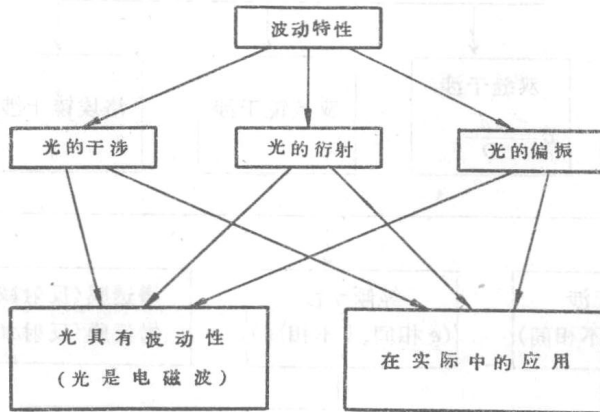 波动特性
光的干涉
光的衍射
光的偏振
光具有波动性
(光是电磁波)
在实际中的应用